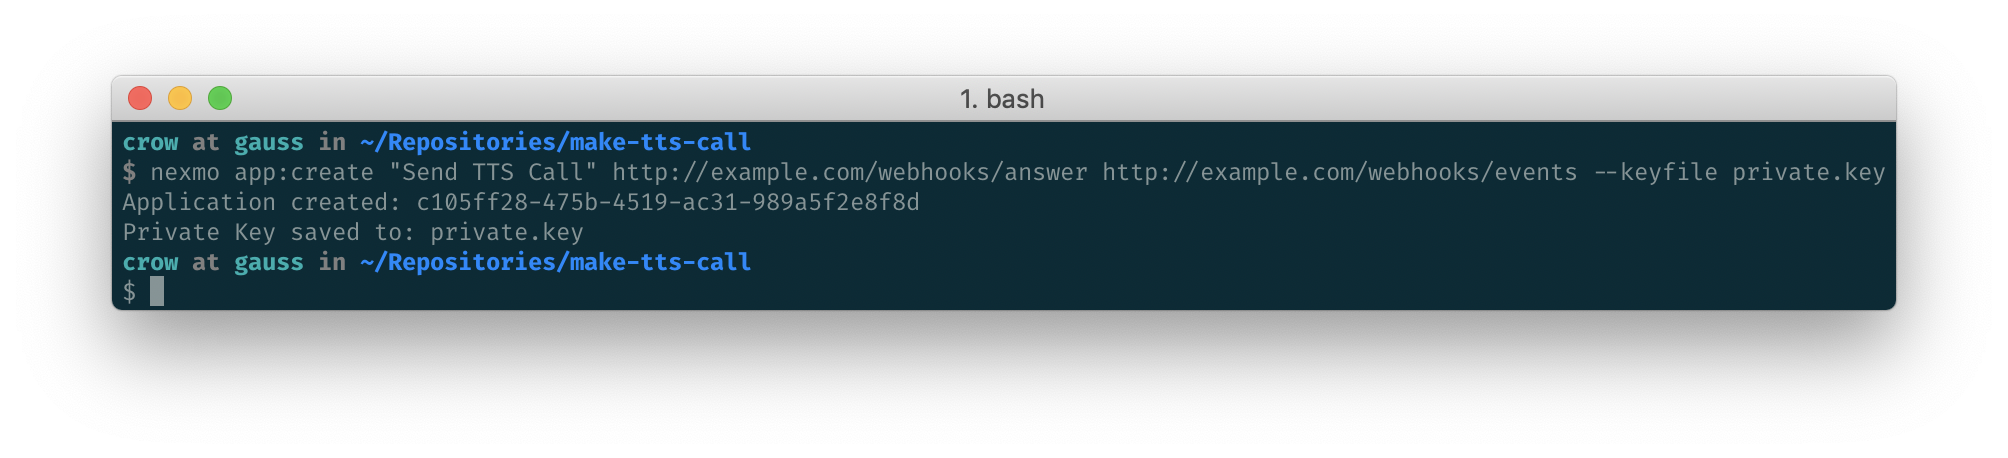 1. bash
crow at gauss in ~/Repositories/make-tts-call
$ nexmo app:create "Send TTS Call" http://example.com/webhooks/answer http://example.com/webhooks/events --keyfile private.key
Application created: c105ff28-475b-4519-ac31-989a5f2e8f8d
Private Key saved to: private.key
crow at gauss in ~/Repositories/make-tts-call
$